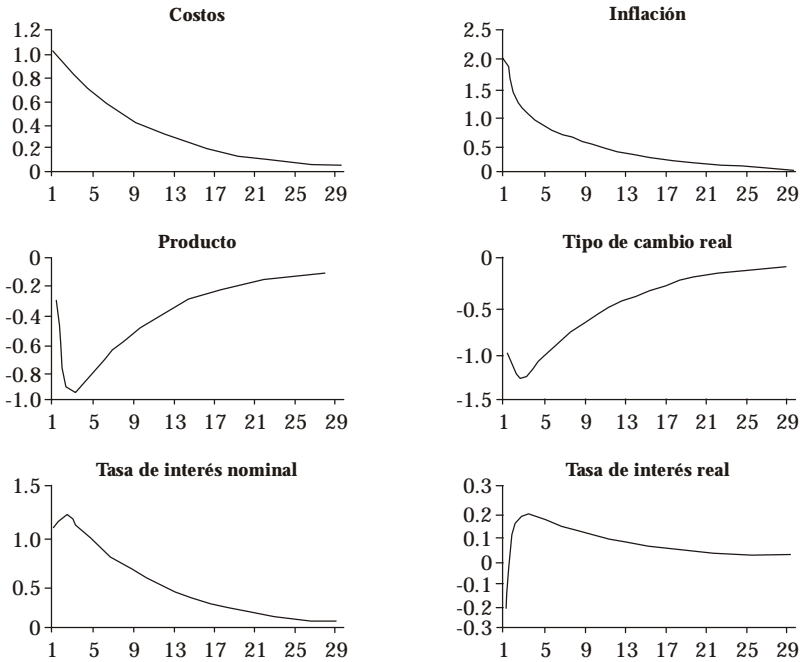 Costos
1.2
1.0
0.8
0.6
0.4
0.2
0
1 5 9 13 17 21 25 29
Inflación
2.5
2.0
1.5
1.0
0.5
0
1 5 9 13 17 21 25 29
Producto
0
-0.2
-0.4
-0.6
-0.8
-1.0
1 5 9 13 17 21 25 29
Tipo de cambio real
0
-0.5
-1.0
-1.5
1 5 9 13 17 21 25 29
Tasa de interés nominal
1.5
1.0
0.5
0
1 5 9 13 17 21 25 29
Tasa de interés real
0.3
0.2
0.1
0
-0.1
-0.2
-0.3
1 5 9 13 17 21 25 29